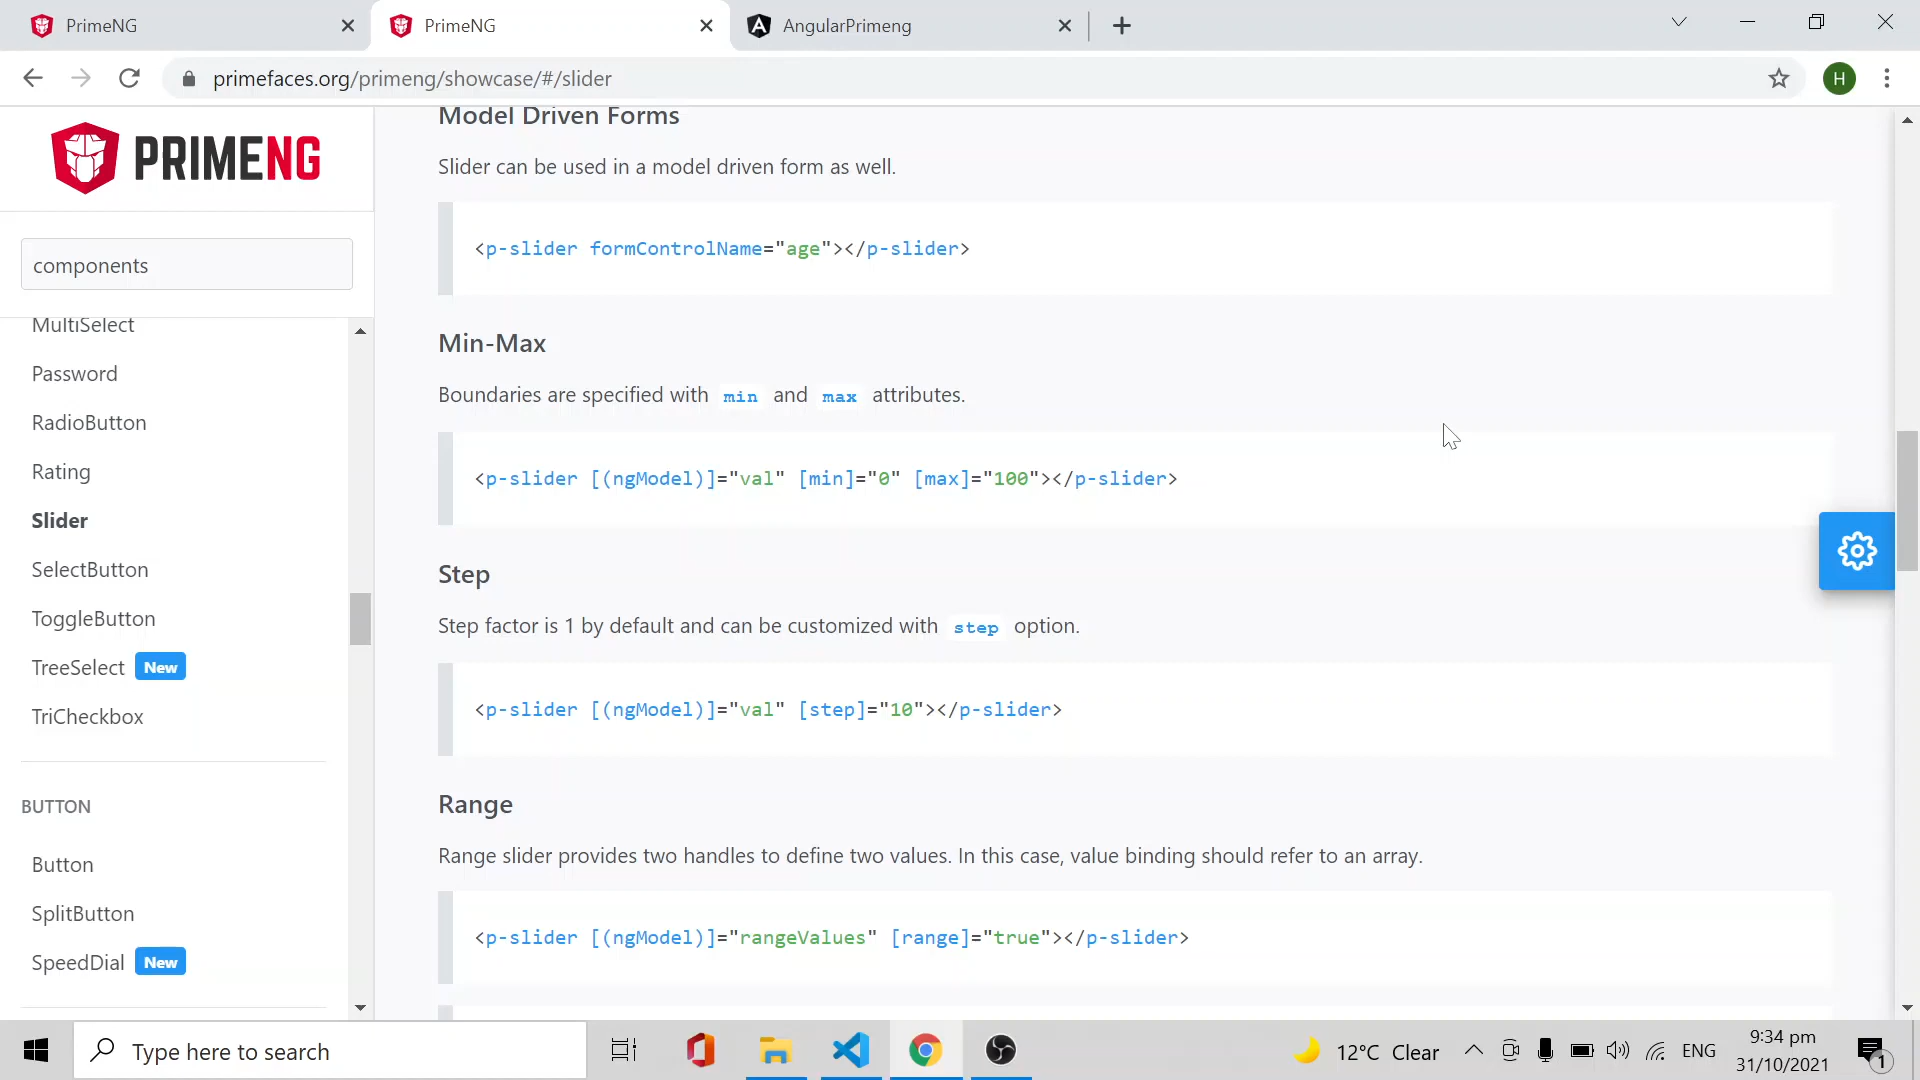 PrimeNG
PrimeNG
AngularPrimeng
primefaces.org/primeng/showcase/#/slider
H
PRIMENG
components
MultiSelect
Password
RadioButton
Rating
Slider
SelectButton
ToggleButton
TreeSelect New
TriCheckbox
BUTTON
Button
SplitButton
SpeedDial New
Model Driven Forms
Slider can be used in a model driven form as well.
<p-slider formControlName="age"></p-slider>
Min-Max
Boundaries are specified with min and max attributes.
<p-slider [(ngModel)]="val" [min]="0" [max]="100"></p-slider>
Step
Step factor is 1 by default and can be customized with step option.
<p-slider [(ngModel)]="val" [step]="10"></p-slider>
Range
Range slider provides two handles to define two values. In this case, value binding should refer to an array.
<p-slider [(ngModel)]="rangeValues" [range]="true"></p-slider>
Type here to search
12°C Clear
ENG
9:34 pm
31/10/2021
1